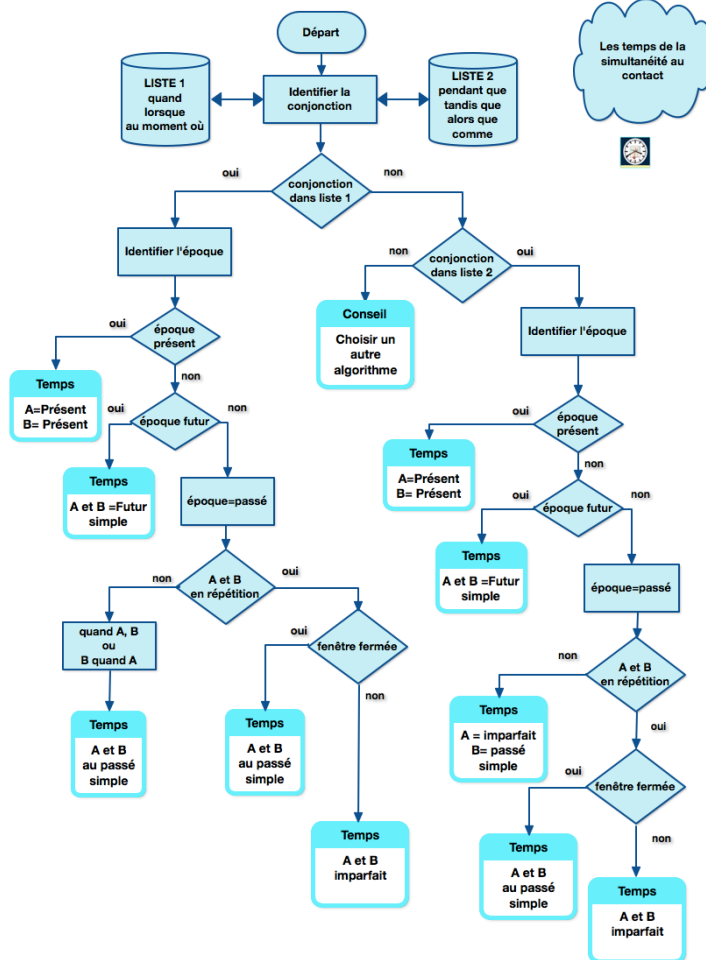 Départ
Les temps de la
simultanéité au
contact
LISTE 1
quand
lorsque
au moment où
Identifier la
conjonction
LISTE 2
pendant que
tandis que
alors que
comme
oui
conjonction
dans liste 1
non
Identifier l'époque
non
conjonction
dans liste 2
oui
Conseil
Choisir un
autre
algorithme
Identifier l'époque
oui
époque
présent
non
Temps
A=Présent
B= Présent
oui
époque futur
non
Temps
A et B =Futur
simple
époque=passé
oui
époque
présent
non
Temps
A=Présent
B= Présent
oui
époque futur
non
Temps
A et B =Futur
simple
époque=passé
non
A et B
en répétition
oui
quand A, B
ou
B quand A
oui
fenêtre fermée
non
Temps
A et B
au passé
simple
Temps
A et B
au passé
simple
Temps
A et B
imparfait
non
A et B
en répétition
oui
Temps
A = imparfait
B= passé
simple
oui
fenêtre fermée
non
Temps
A et B
au passé
simple
Temps
A et B
imparfait